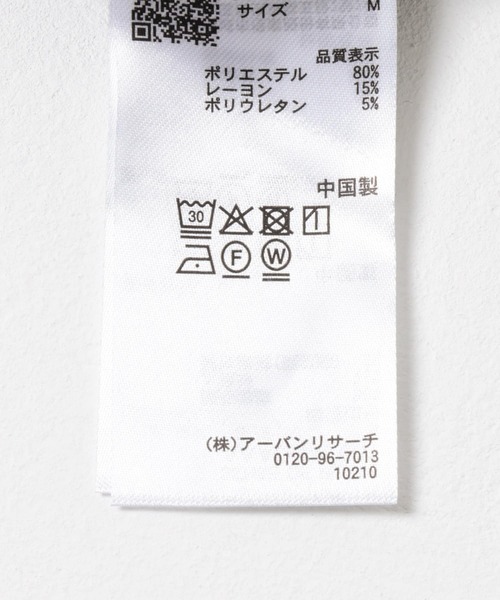 サイズ M
品質表示
ポリエステル 80%
レーヨン 15%
ポリウレタン 5%
中国製
30
F W
(株)アーバンリサーチ
0120-96-7013
10210